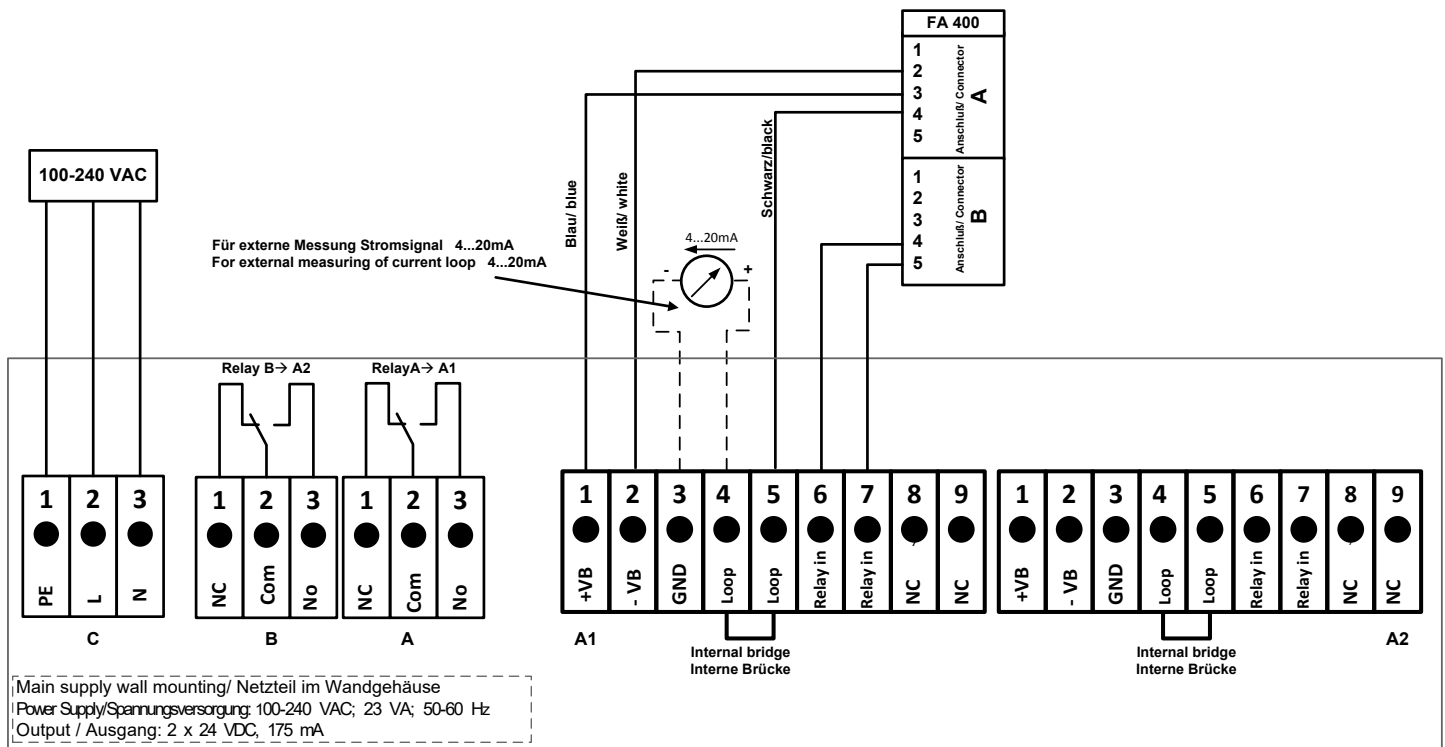 FA 400
1
2
3
4
5
Anschluß/ Connector
A
1
2
3
4
5
Anschluß/ Connector
B
100-240 VAC
Für externe Messung Stromsignal 4...20mA
For external measuring of current loop 4...20mA
Blau/ blue
Weiß/ white
Schwarz/black
4...20mA
-
+
Relay B→ A2
RelayA→ A1
1 2 3
PE L N
C
1 2 3
NC Com No
B
1 2 3
NC Com No
A
1 2 3 4 5 6 7 8 9
+VB - VB GND Loop Loop Relay in Relay in NC NC
A1
Internal bridge
Interne Brücke
1 2 3 4 5 6 7 8 9
+VB - VB GND Loop Loop Relay in Relay in NC NC
Internal bridge
Interne Brücke
A2
Main supply wall mounting/ Netzteil im Wandgehäuse
Power Supply/Spannungsversorgung: 100-240 VAC; 23 VA; 50-60 Hz
Output / Ausgang: 2 x 24 VDC, 175 mA